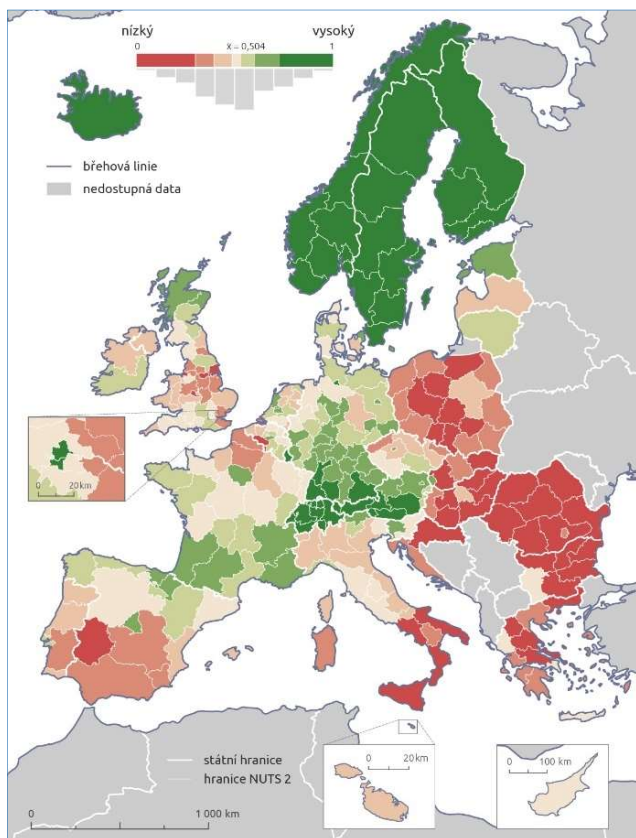 nízký vysoký
0 x̄ = 0,504 1
břehová linie
nedostupná data
0 20 km
státní hranice
hranice NUTS 2
0 1 000 km
0 20 km
0 100 km